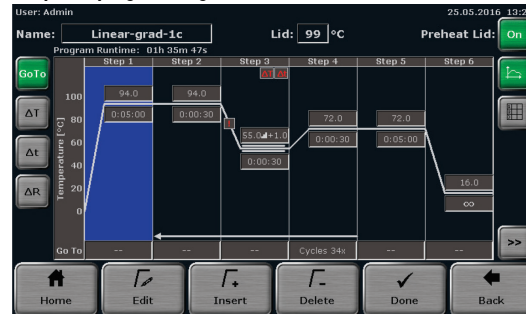 User: Admin 25.05.2016 13:2
Name: Linear-grad-1c Lid: 99 °C Preheat Lid: On
Program Runtime: 01h 35m 47s
GoTo
Step 1 Step 2 Step 3 Step 4 Step 5 Step 6
ΔT Δt
94.0 94.0 55.0 +1.0 72.0 72.0 16.0
0:05:00 0:00:30 0:00:30 0:00:30 0:05:00 ∞
Temperature [°C]
100
80
60
40
20
0
ΔT
Δt
ΔR
Go To -- -- -- Cycles 34x -- --
>>
Home Edit Insert Delete Done Back